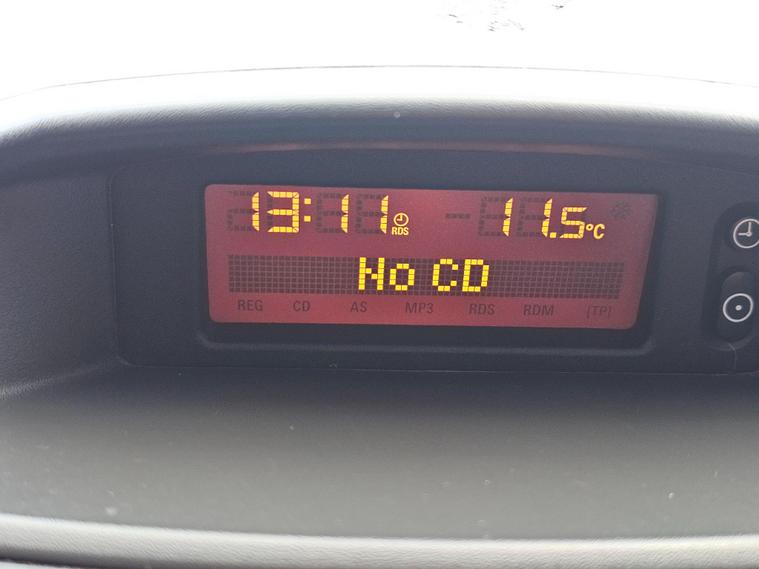 13:11 RDS 11.5°C
No CD
REG CD AS MP3 RDS RDM [TP]